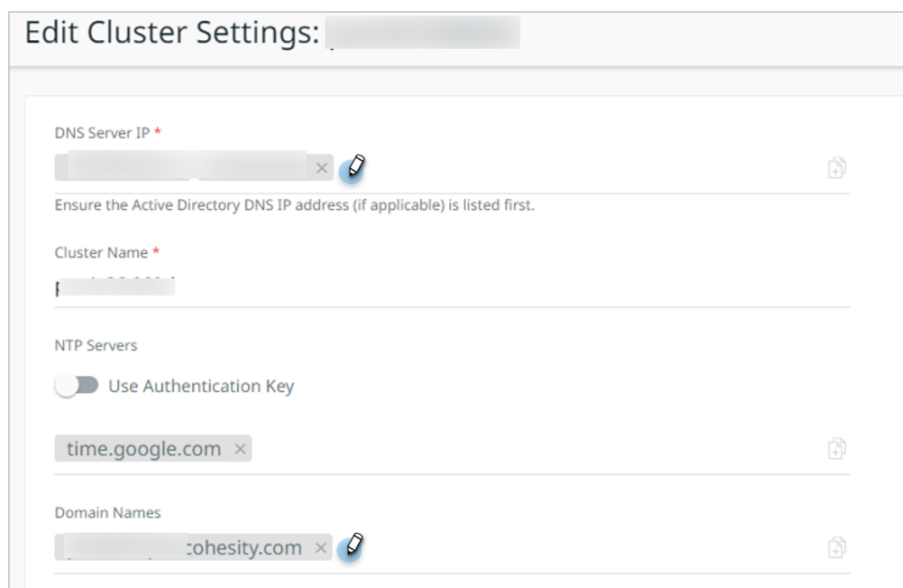 Edit Cluster Settings:
DNS Server IP *
×
Ensure the Active Directory DNS IP address (if applicable) is listed first.
Cluster Name *
NTP Servers
Use Authentication Key
time.google.com ×
Domain Names
cohesity.com ×